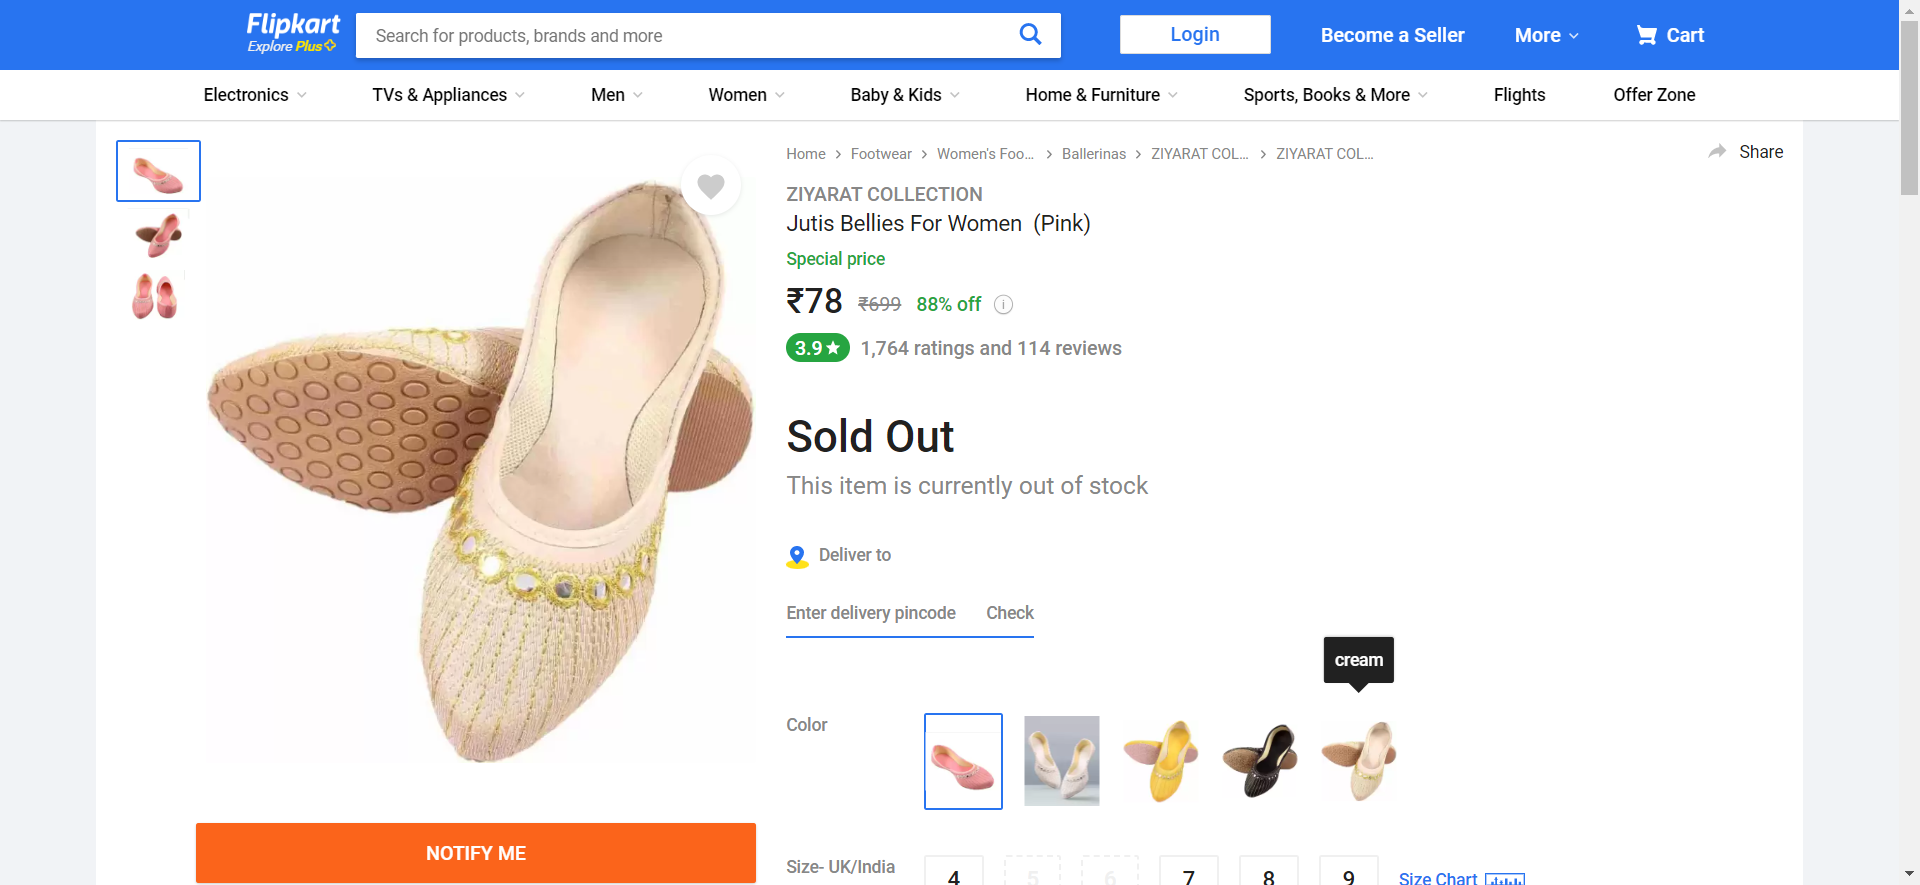 Flipkart
Explore Plus
Search for products, brands and more
Login
Become a Seller
More
Cart
Electronics
TVs & Appliances
Men
Women
Baby & Kids
Home & Furniture
Sports, Books & More
Flights
Offer Zone
Home
Footwear
Women's Foo...
Ballerinas
ZIYARAT COL...
ZIYARAT COL...
Share
ZIYARAT COLLECTION
Jutis Bellies For Women (Pink)
Special price
₹78 ₹699 88% off
3.9 1,764 ratings and 114 reviews
Sold Out
This item is currently out of stock
Deliver to
Enter delivery pincode Check
cream
Color
NOTIFY ME
Size- UK/India
4 5 6 7 8 9
Size Chart